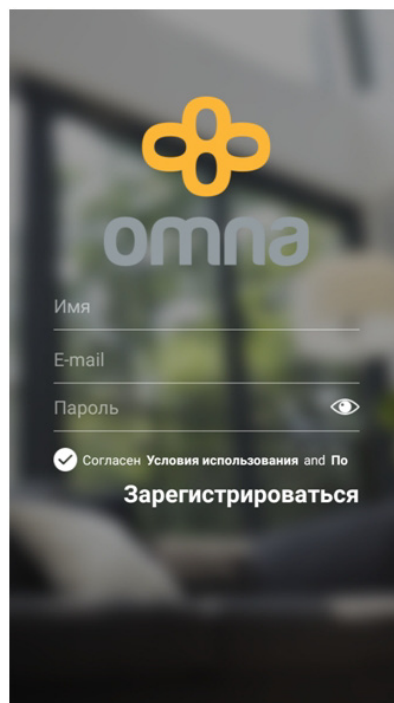 omna
Имя
E-mail
Пароль
Согласен Условия использования and По
Зарегистрироваться